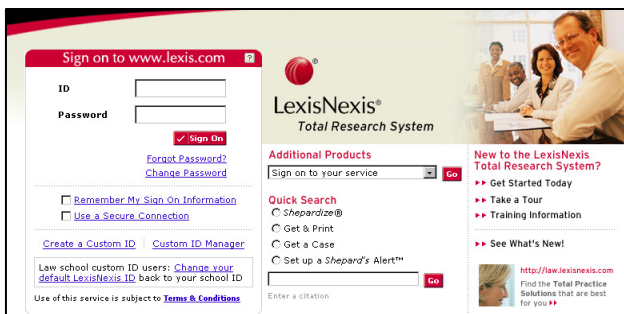 Sign on to www.lexis.com ?
ID
Password
Sign On
Forgot Password?
Change Password
Remember My Sign On Information
Use a Secure Connection
Create a Custom ID | Custom ID Manager
Law school custom ID users: Change your
default LexisNexis ID back to your school ID
Use of this service is subject to Terms & Conditions
LexisNexis®
Total Research System
Additional Products
Sign on to your service Go
Quick Search
Shepardize®
Get & Print
Get a Case
Set up a Shepard's Alert™
Go
Enter a citation
New to the LexisNexis
Total Research System?
Get Started Today
Take a Tour
Training Information
See What's New!
http://law.lexisnexis.com
Find the Total Practice
Solutions that are best
for you